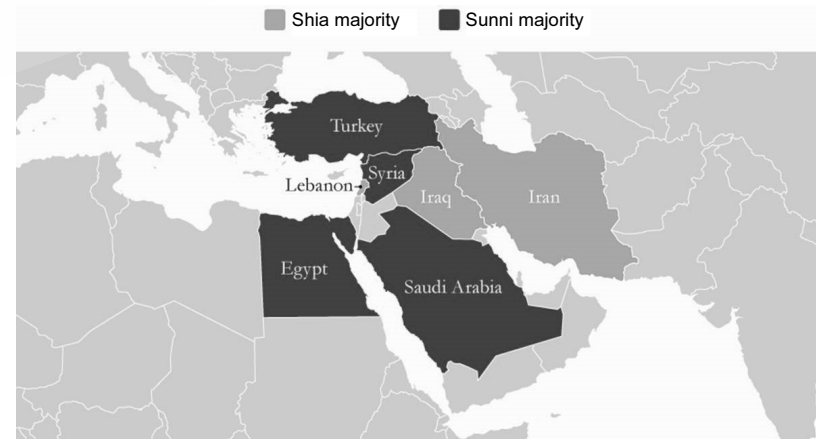 Shia majority
Sunni majority
Turkey
Syria
Lebanon
Iraq
Iran
Egypt
Saudi Arabia